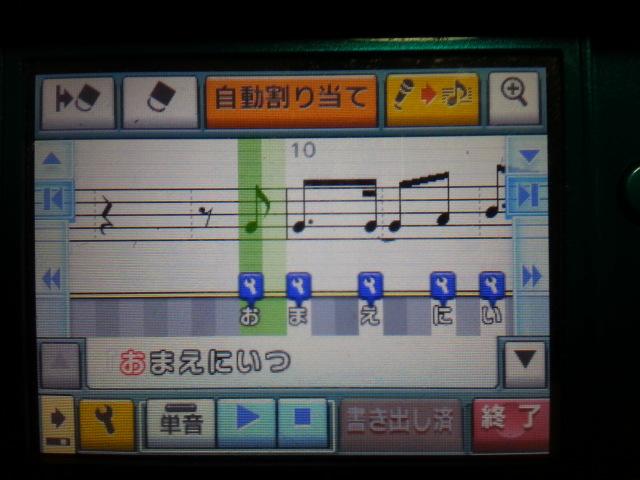 自動割り当て
10
お ま え に い
おまえにいつ
単音 書き出し済 終了